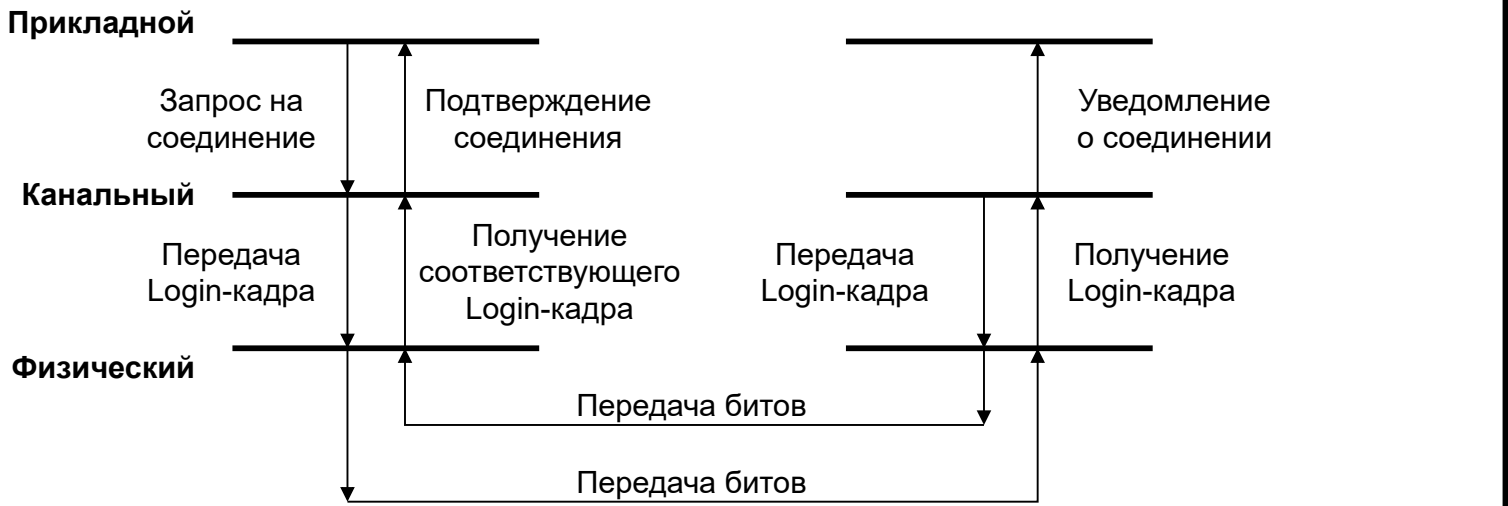 Прикладной
Запрос на
соединение
Подтверждение
соединения
Уведомление
о соединении
Канальный
Передача
Login-кадра
Получение
соответствующего
Login-кадра
Передача
Login-кадра
Получение
Login-кадра
Физический
Передача битов
Передача битов